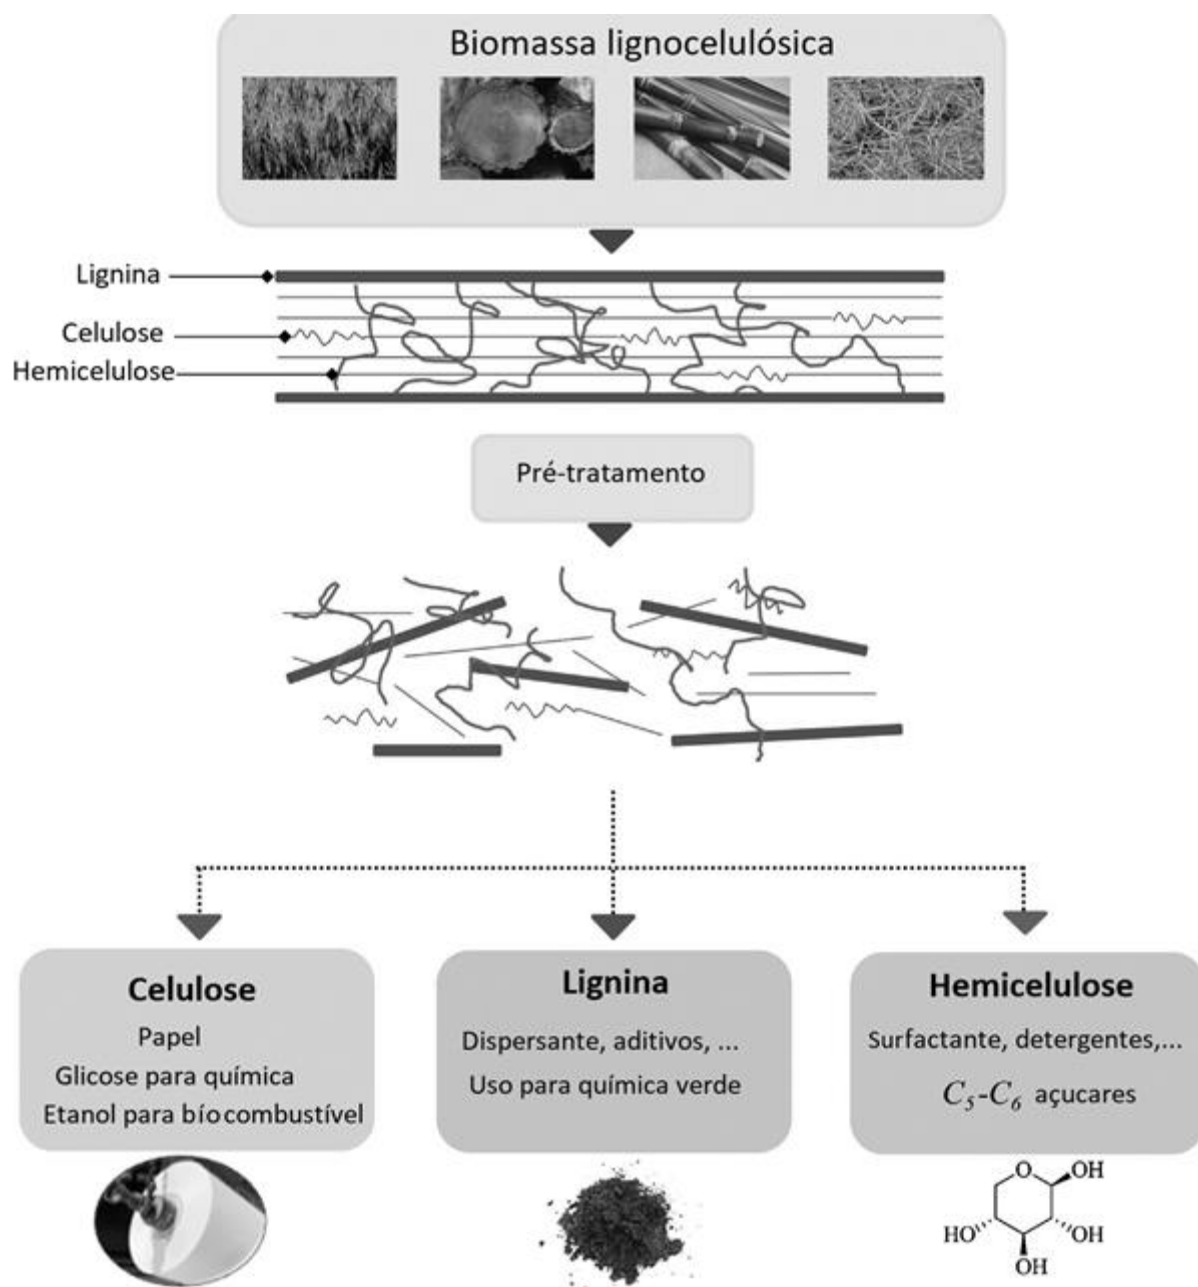 Biomassa lignocelulósica
Lignina
Celulose
Hemicelulose
Pré-tratamento
Celulose
Papel
Glicose para química
Etanol para bíocombustível
Lignina
Dispersante, aditivos, ...
Uso para química verde
Hemicelulose
Surfactante, detergentes,...
C₅-C₆ açucares
O OH
HO OH
OH